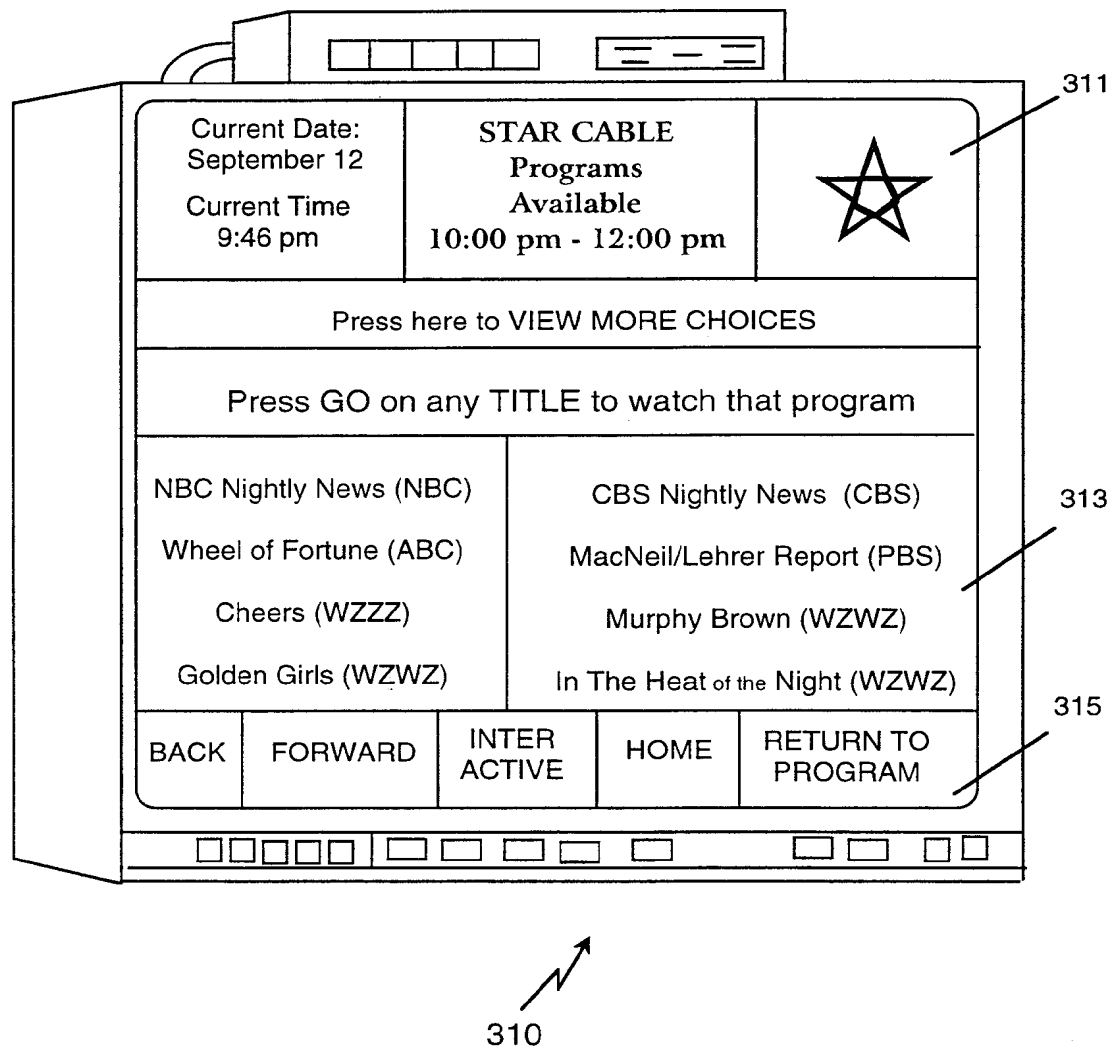 311
Current Date:
September 12
Current Time
9:46 pm
STAR CABLE
Programs
Available
10:00 pm - 12:00 pm
Press here to VIEW MORE CHOICES
Press GO on any TITLE to watch that program
NBC Nightly News (NBC)
Wheel of Fortune (ABC)
Cheers (WZZZ)
Golden Girls (WZWZ)
CBS Nightly News (CBS)
MacNeil/Lehrer Report (PBS)
Murphy Brown (WZWZ)
In The Heat of the Night (WZWZ)
313
315
BACK
FORWARD
INTER
ACTIVE
HOME
RETURN TO
PROGRAM
310